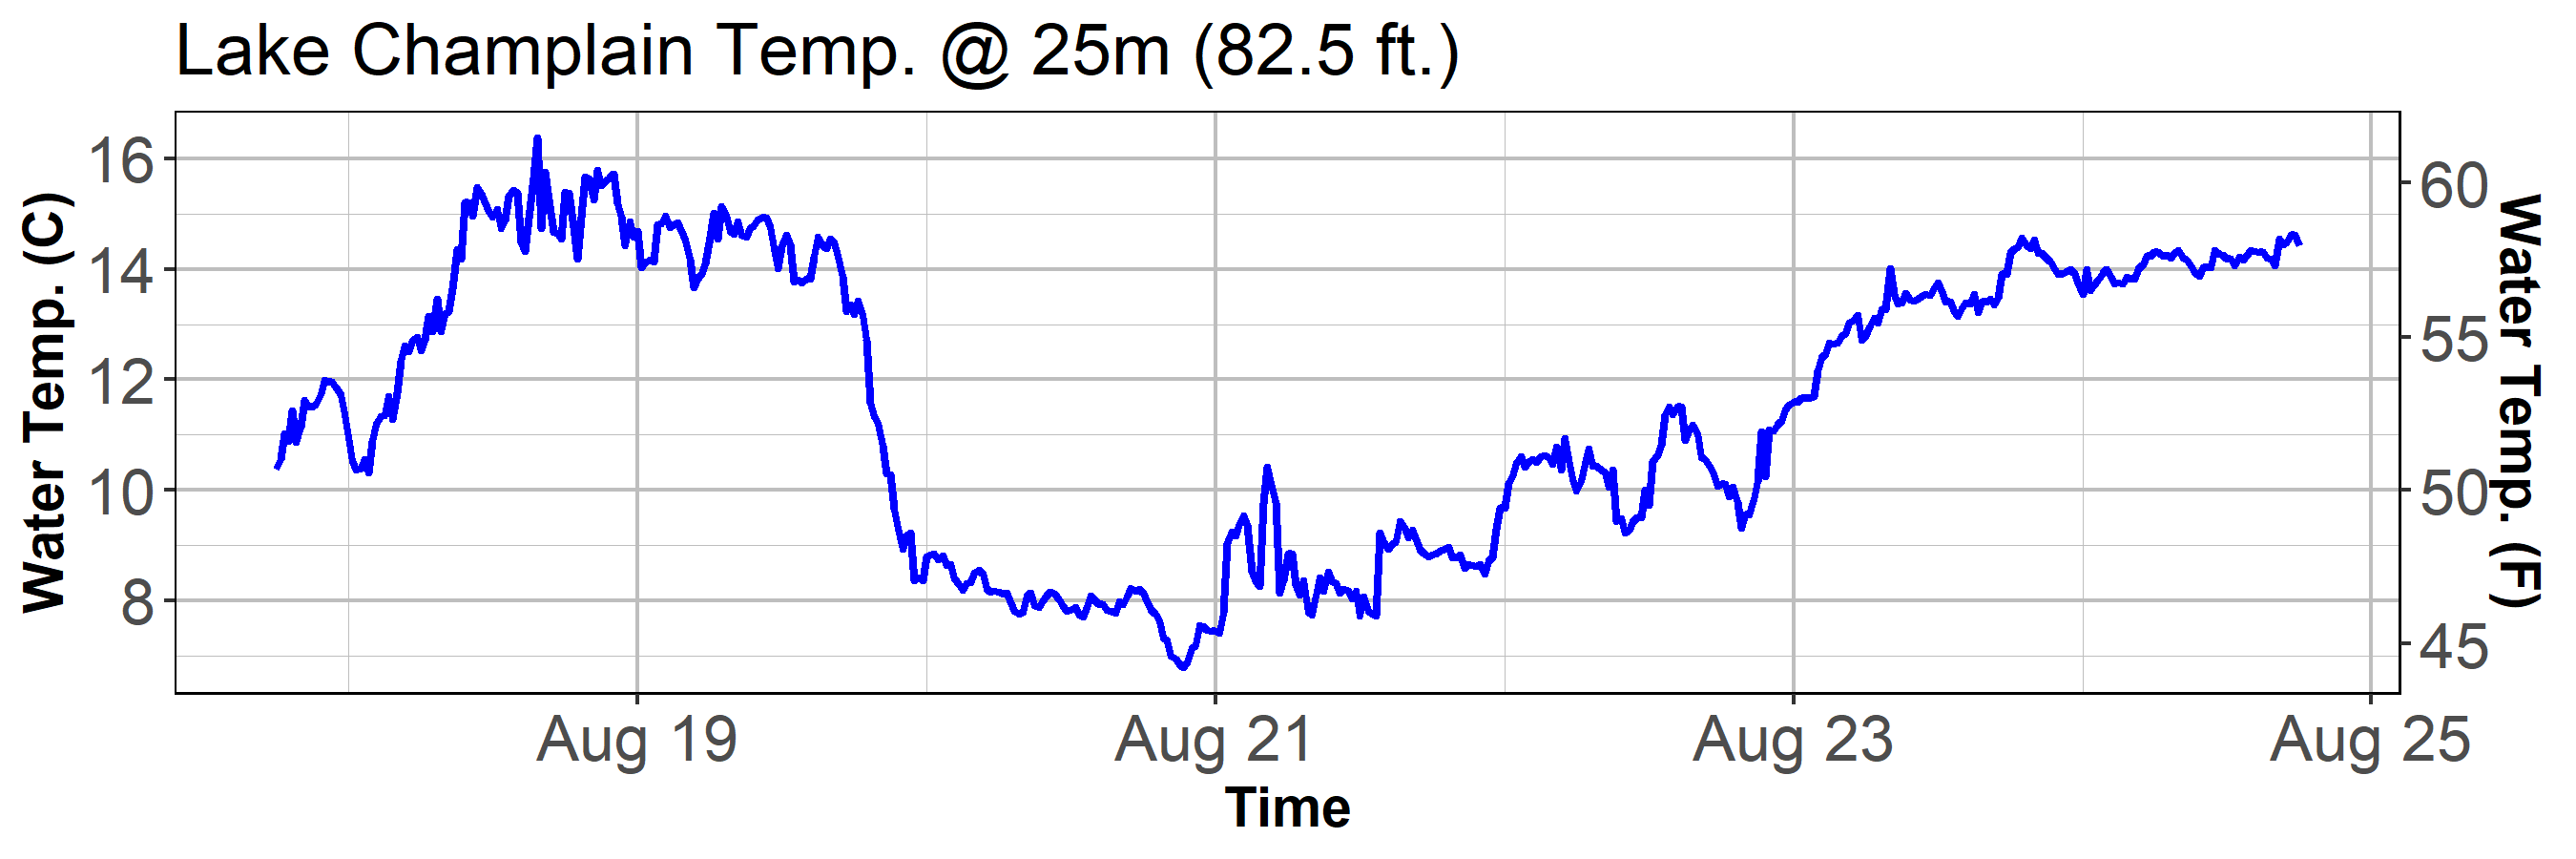 Lake Champlain Temp. @ 25m (82.5 ft.)
Water Temp. (C)
16
14
12
10
8
60
55
50
45
Water Temp. (F)
Aug 19
Aug 21
Aug 23
Aug 25
Time